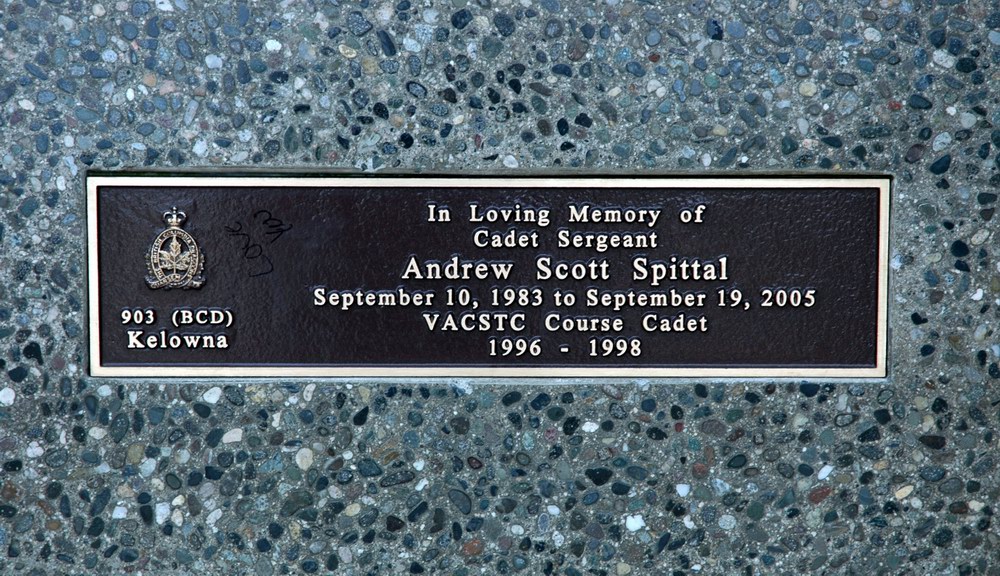 In Loving Memory of
Cadet Sergeant
Andrew Scott Spittal
September 10, 1983 to September 19, 2005
VACSTC Course Cadet
1996 - 1998
903 (BCD)
Kelowna